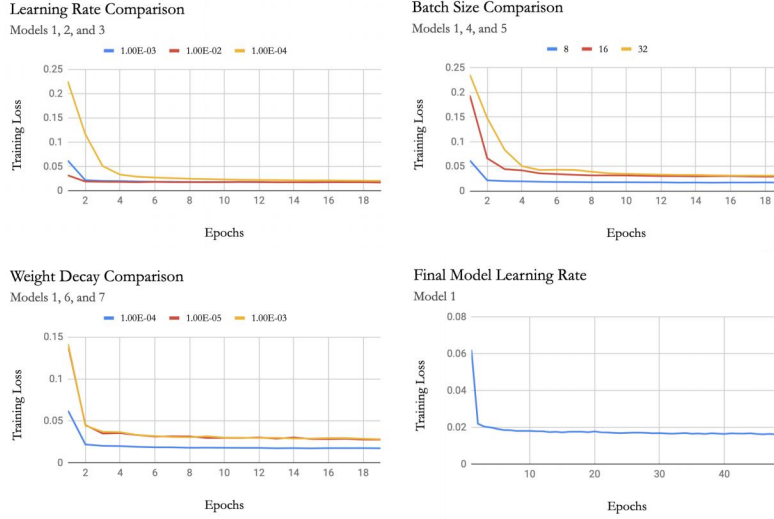 Learning Rate Comparison
Models 1, 2, and 3
1.00E-03 1.00E-02 1.00E-04
Training Loss
0.25
0.2
0.15
0.1
0.05
0
2 4 6 8 10 12 14 16 18
Epochs
Batch Size Comparison
Models 1, 4, and 5
8 16 32
Training Loss
0.25
0.2
0.15
0.1
0.05
0
2 4 6 8 10 12 14 16 18
Epochs
Weight Decay Comparison
Models 1, 6, and 7
1.00E-04 1.00E-05 1.00E-03
Training Loss
0.15
0.1
0.05
0
2 4 6 8 10 12 14 16 18
Epochs
Final Model Learning Rate
Model 1
Training Loss
0.08
0.06
0.04
0.02
0
10 20 30 40
Epochs